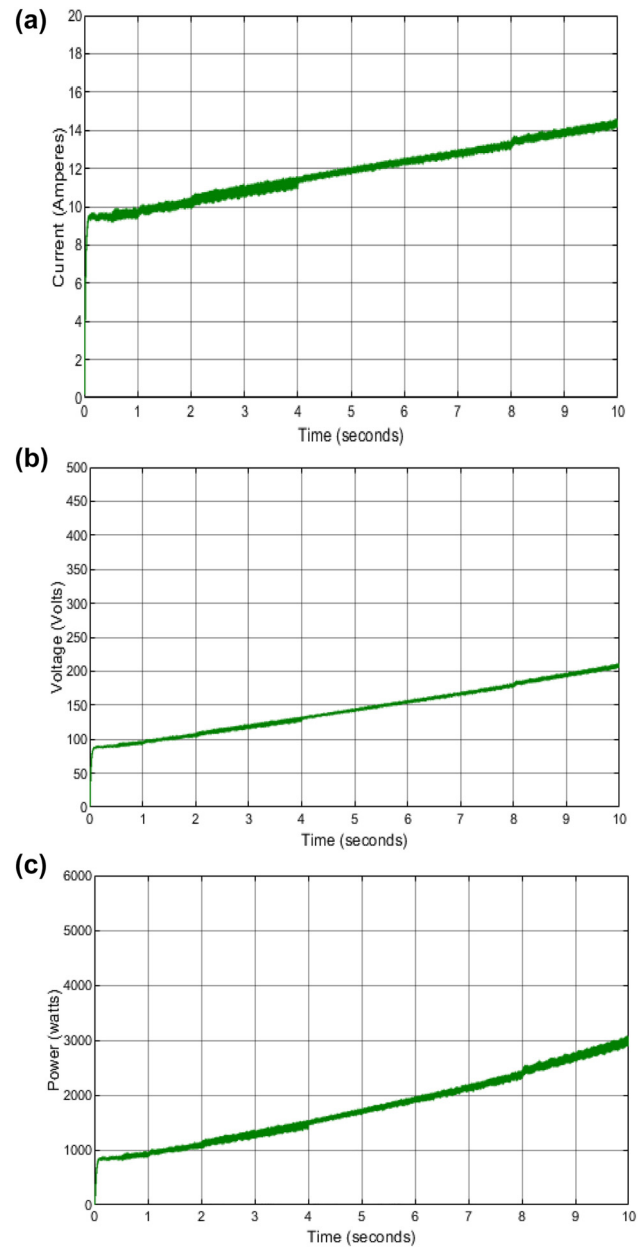 (a)
20
18
16
14
12
10
8
6
4
2
0
Current (Amperes)
0 1 2 3 4 5 6 7 8 9 10
Time (seconds)
(b)
500
450
400
350
300
250
200
150
100
50
0
Voltage (Volts)
0 1 2 3 4 5 6 7 8 9 10
Time (seconds)
(c)
6000
5000
4000
3000
2000
1000
0
Power (watts)
0 1 2 3 4 5 6 7 8 9 10
Time (seconds)